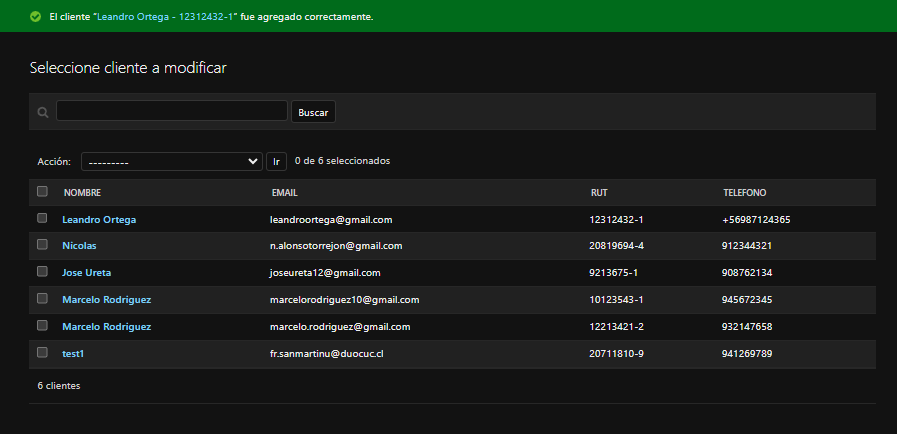 El cliente “Leandro Ortega - 12312432-1” fue agregado correctamente.
Seleccione cliente a modificar
Buscar
Acción: --------- Ir 0 de 6 seleccionados
NOMBRE EMAIL RUT TELEFONO
Leandro Ortega leandroortega@gmail.com 12312432-1 +56987124365
Nicolas n.alonsotorrejon@gmail.com 20819694-4 912344321
Jose Ureta joseureta12@gmail.com 9213675-1 908762134
Marcelo Rodriguez marcelorodriguez10@gmail.com 10123543-1 945672345
Marcelo Rodriguez marcelo.rodriguez@gmail.com 12213421-2 932147658
test1 fr.sanmartinu@duocuc.cl 20711810-9 941269789
6 clientes